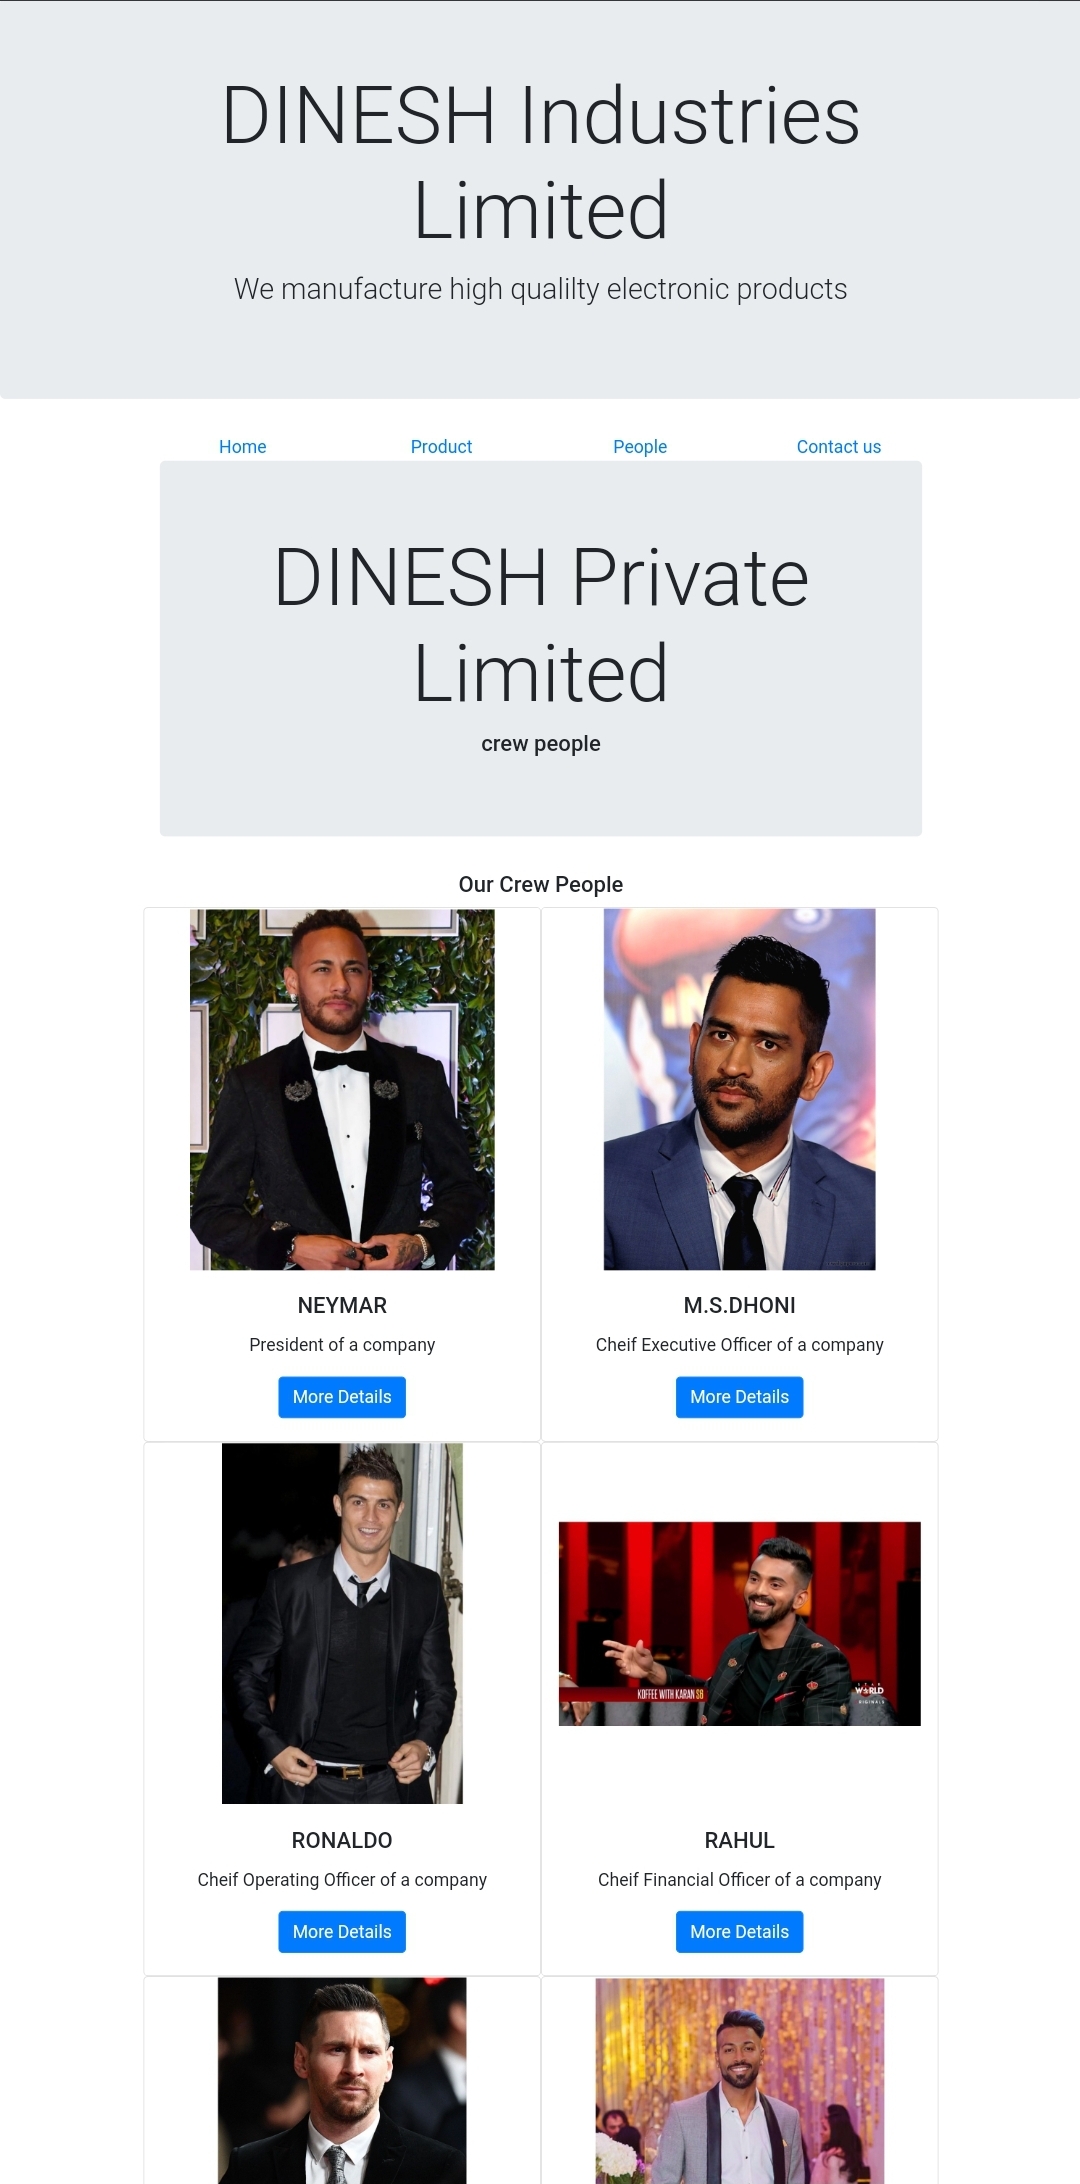 DINESH Industries
Limited
We manufacture high qualilty electronic products
Home
Product
People
Contact us
DINESH Private
Limited
crew people
Our Crew People
NEYMAR
President of a company
More Details
M.S.DHONI
Cheif Executive Officer of a company
More Details
KOFFEE WITH KARAN S6
STAR
WORLD
ORIGINALS
RONALDO
Cheif Operating Officer of a company
More Details
RAHUL
Cheif Financial Officer of a company
More Details